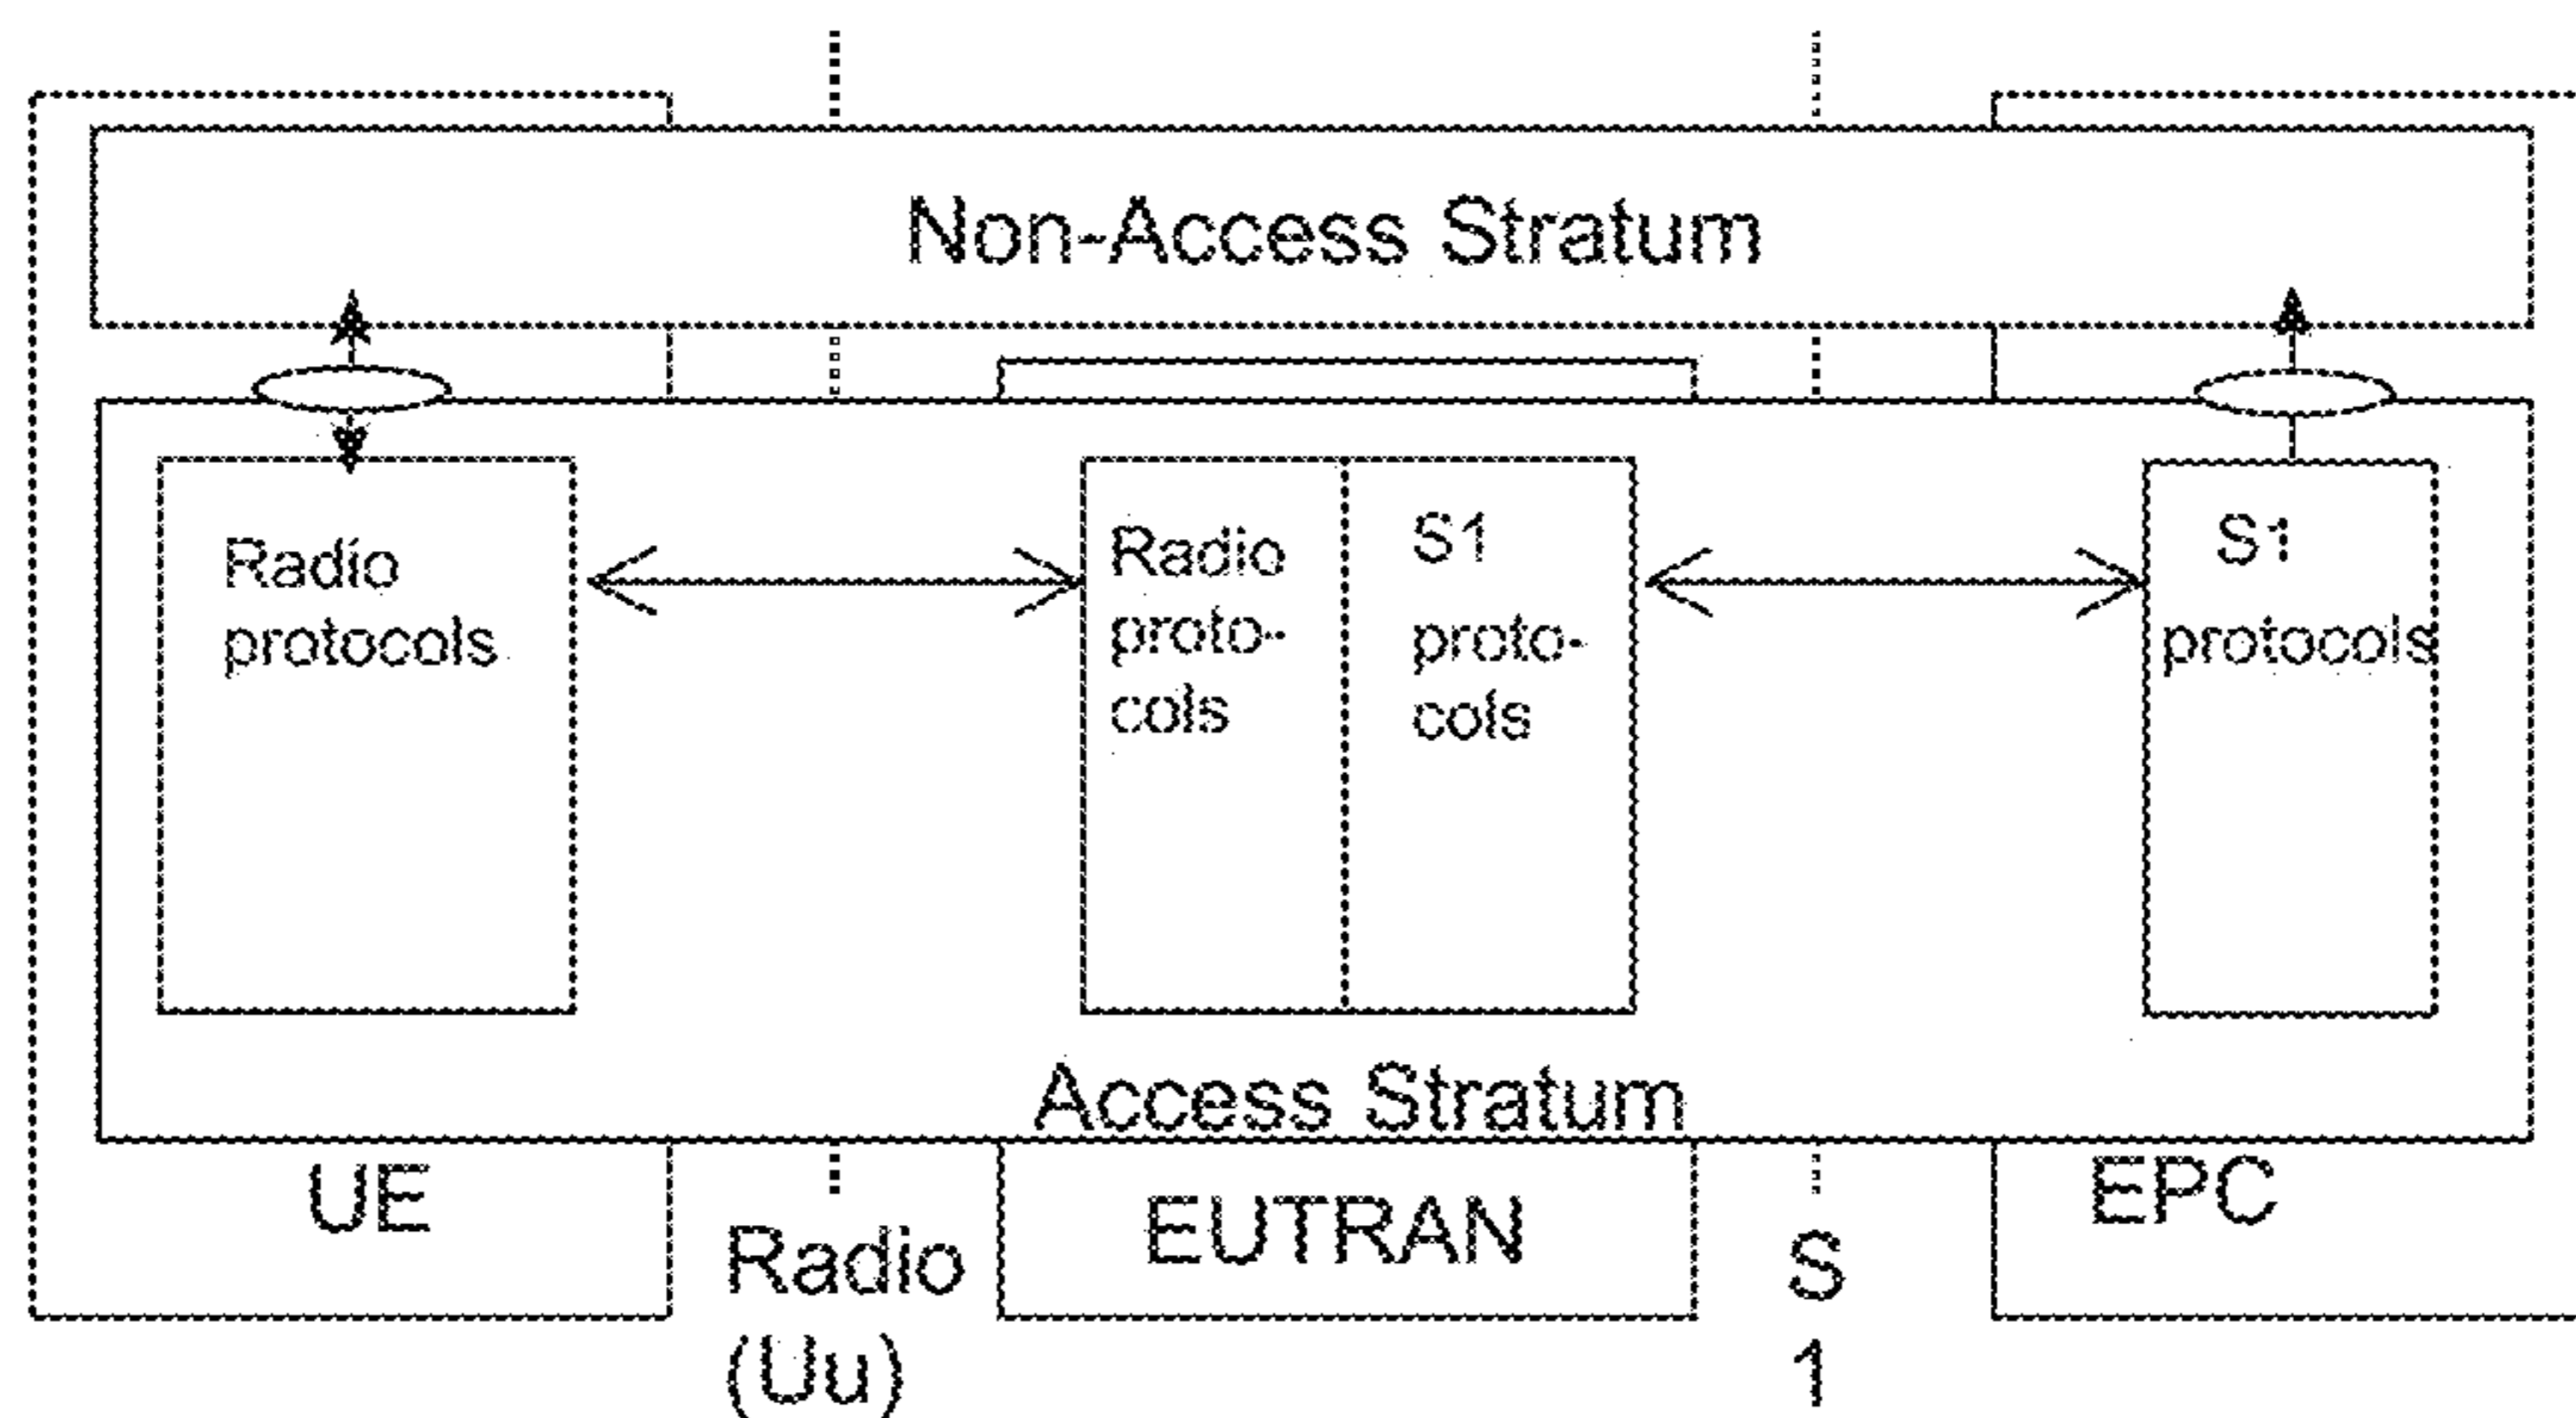 Non-Access Stratum
Radio
protocols
Radio
proto-
cols
S1
proto-
cols
S1
protocols
Access Stratum
UE
Radio
(Uu)
EUTRAN
S
1
EPC